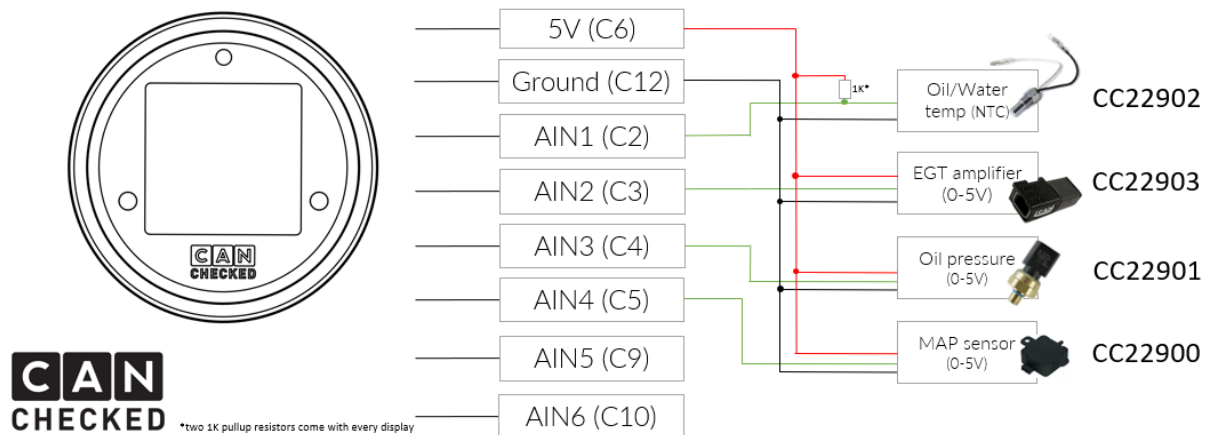 5V (C6)
Ground (C12)
AIN1 (C2)
AIN2 (C3)
AIN3 (C4)
AIN4 (C5)
AIN5 (C9)
AIN6 (C10)
1K*
Oil/Water
temp (NTC)
CC22902
EGT amplifier
(0-5V)
CC22903
Oil pressure
(0-5V)
CC22901
MAP sensor
(0-5V)
CC22900
CAN
CHECKED
CAN
CHECKED
*two 1K pullup resistors come with every display